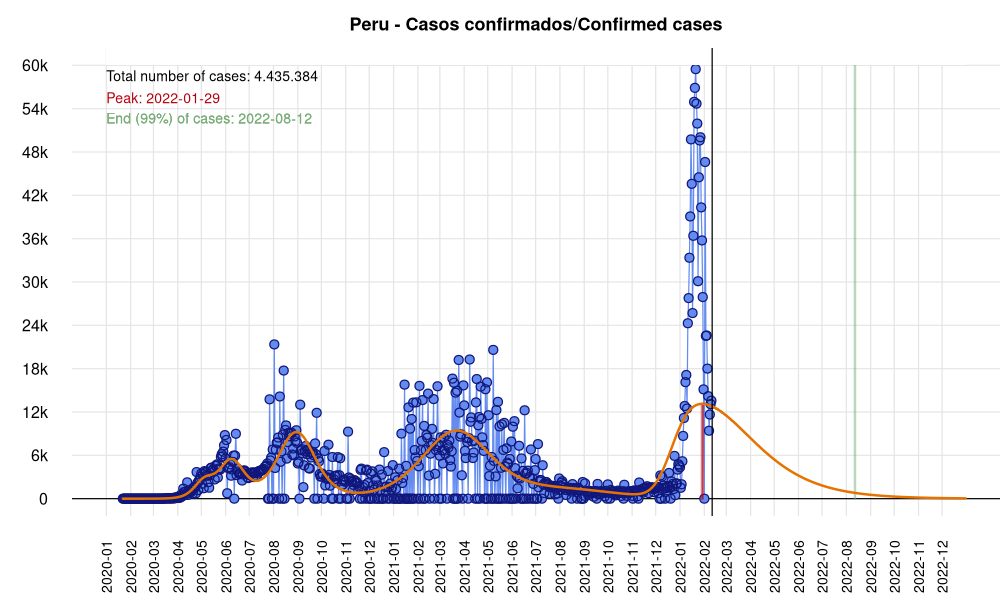 Peru - Casos confirmados/Confirmed cases
Total number of cases: 4.435.384
Peak: 2022-01-29
End (99%) of cases: 2022-08-12
60k
54k
48k
42k
36k
30k
24k
18k
12k
6k
0
2020-01
2020-02
2020-03
2020-04
2020-05
2020-06
2020-07
2020-08
2020-09
2020-10
2020-11
2020-12
2021-01
2021-02
2021-03
2021-04
2021-05
2021-06
2021-07
2021-08
2021-09
2021-10
2021-11
2021-12
2022-01
2022-02
2022-03
2022-04
2022-05
2022-06
2022-07
2022-08
2022-09
2022-10
2022-11
2022-12